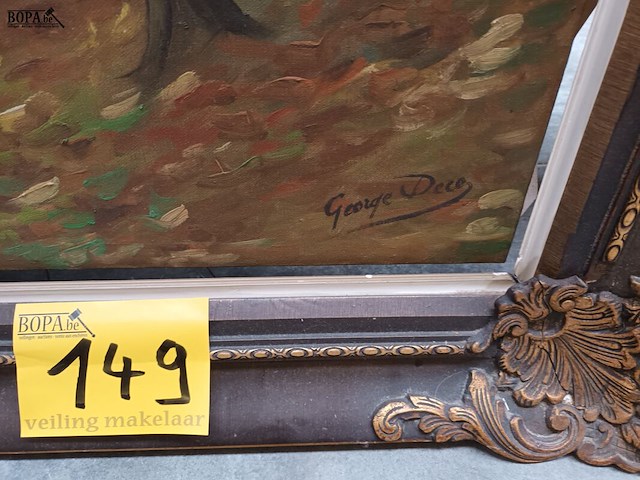 BOPA.be
George Deco
BOPA.be
149
veiling makelaar